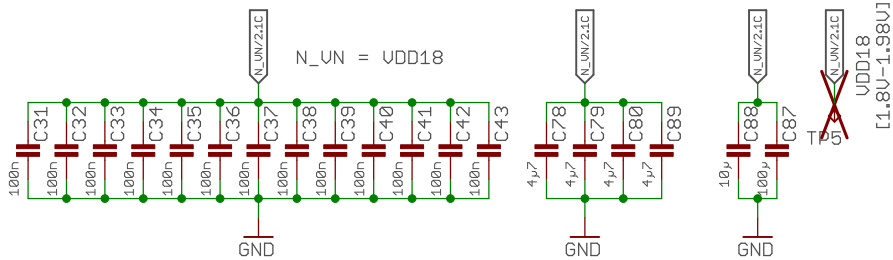 N_VN/2.1C
N_VN/2.1C
N_VN/2.1C
N_VN/2.1C
N_VN = VDD18
VDD18
[1.8V-1.98V]
C31
C32
C33
C34
C35
C36
C37
C38
C39
C40
C41
C42
C43
C78
C79
C80
C89
C88
C87
TP5
100n
100n
100n
100n
100n
100n
100n
100n
100n
100n
100n
100n
100n
4µ7
4µ7
4µ7
4µ7
10µ
100µ
GND
GND
GND